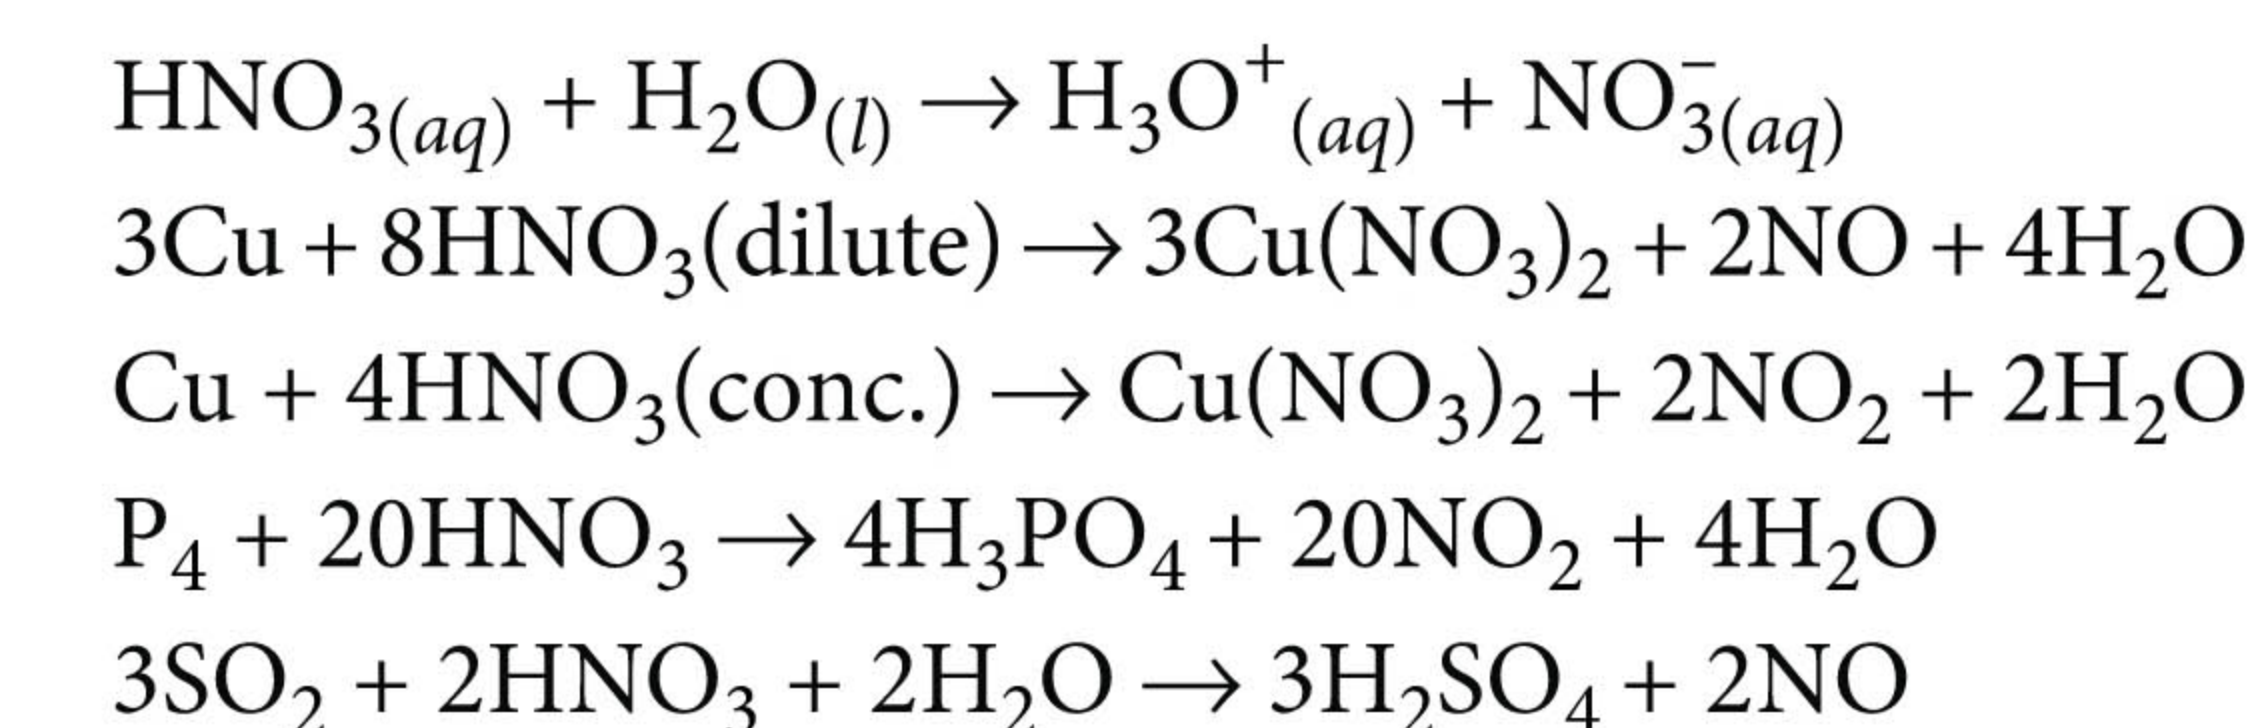 HNO₃(aq) + H₂O(l) → H₃O⁺(aq) + NO₃⁻(aq)
3Cu + 8HNO₃(dilute) → 3Cu(NO₃)₂ + 2NO + 4H₂O
Cu + 4HNO₃(conc.) → Cu(NO₃)₂ + 2NO₂ + 2H₂O
P₄ + 20HNO₃ → 4H₃PO₄ + 20NO₂ + 4H₂O
3SO₂ + 2HNO₃ + 2H₂O → 3H₂SO₄ + 2NO